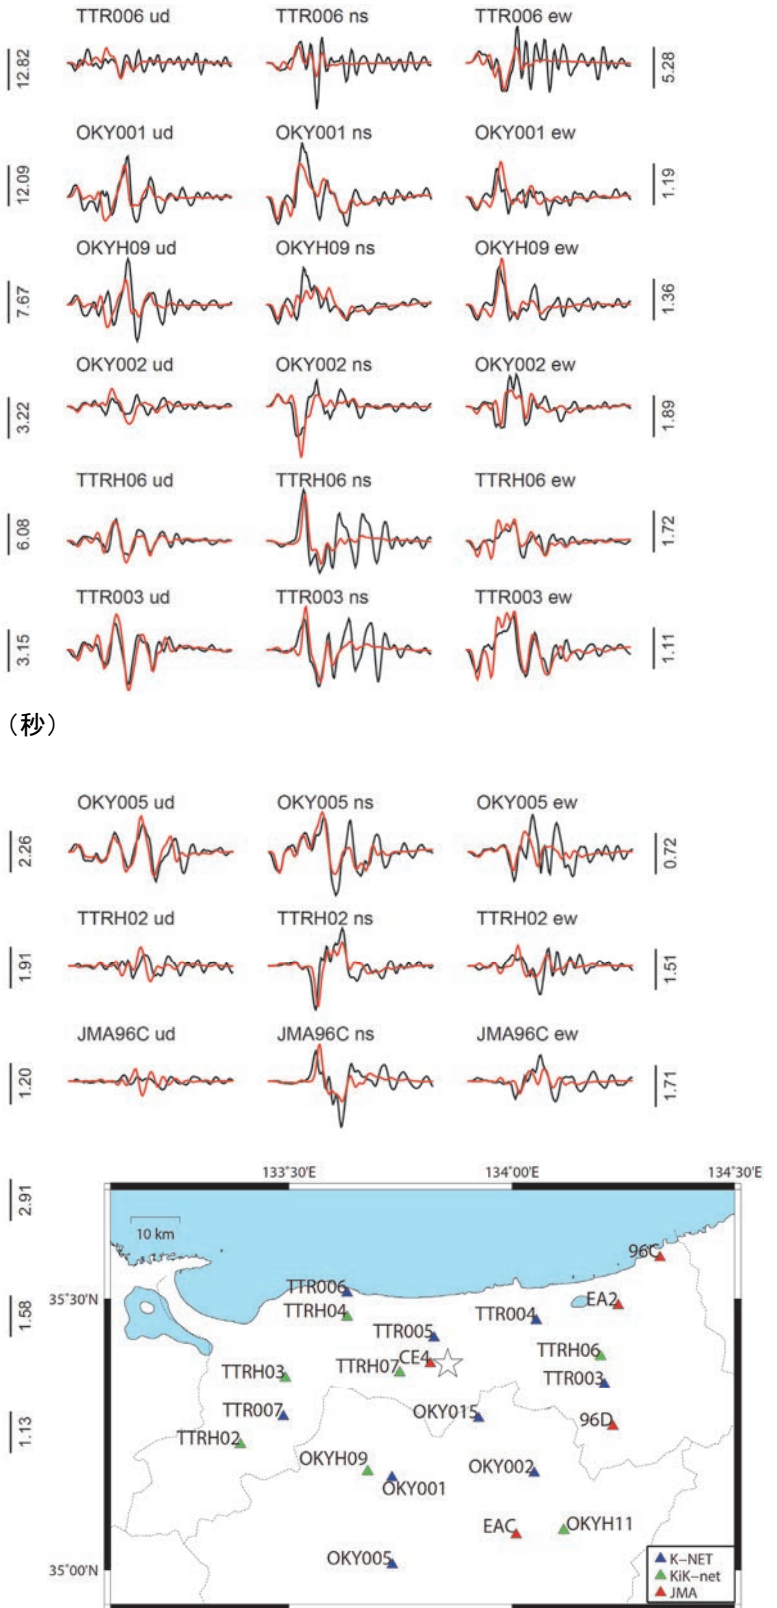 TTR006 ud TTR006 ns TTR006 ew
12.82 5.28
OKY001 ud OKY001 ns OKY001 ew
12.09 1.19
OKYH09 ud OKYH09 ns OKYH09 ew
7.67 1.36
OKY002 ud OKY002 ns OKY002 ew
3.22 1.89
TTRH06 ud TTRH06 ns TTRH06 ew
6.08 1.72
TTR003 ud TTR003 ns TTR003 ew
3.15 1.11
（秒）
OKY005 ud OKY005 ns OKY005 ew
2.26 0.72
TTRH02 ud TTRH02 ns TTRH02 ew
1.91 1.51
JMA96C ud JMA96C ns JMA96C ew
1.20 1.71
133˚30'E 134˚00'E 134˚30'E
2.91
10 km
96C
TTR006
35˚30'N
EA2
TTRH04
TTR004
1.58
TTR005
TTRH06
CE4
TTRH07
TTRH03
TTR003
TTR007
OKY015
96D
1.13
TTRH02
OKYH09
OKY002
OKY001
EAC
OKYH11
OKY005
35˚00'N
K-NET
KiK-net
JMA